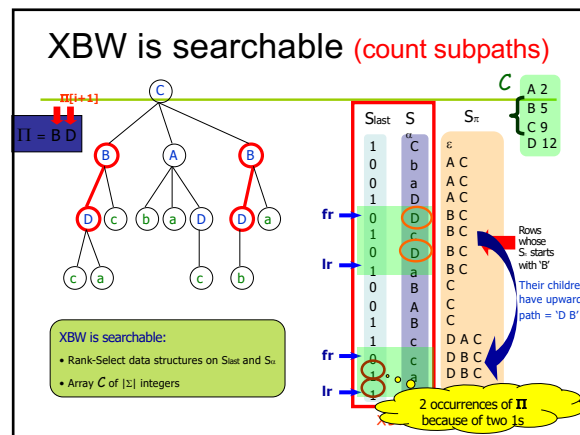 XBW is searchable (count subpaths)
Π[i+1]
Π = B D
C
B A B
D c b a D D a
c a c b
C
A 2
B 5
C 9
D 12
Slast Sα Sπ
1 C ε
0 b A C
0 a A C
1 D A C
fr 0 D B C
1 c B C
0 D B C
lr 1 a B C
0 B C
0 A C
1 B C
1 c D A C
fr 0 c D B C
1 a D B C
lr 1
Rows
whose
Sπ starts
with ‘B’
Their children
have upward
path = ‘D B’
XBW is searchable:
• Rank-Select data structures on Slast and Sα
• Array C of |Σ| integers
2 occurrences of Π
because of two 1s